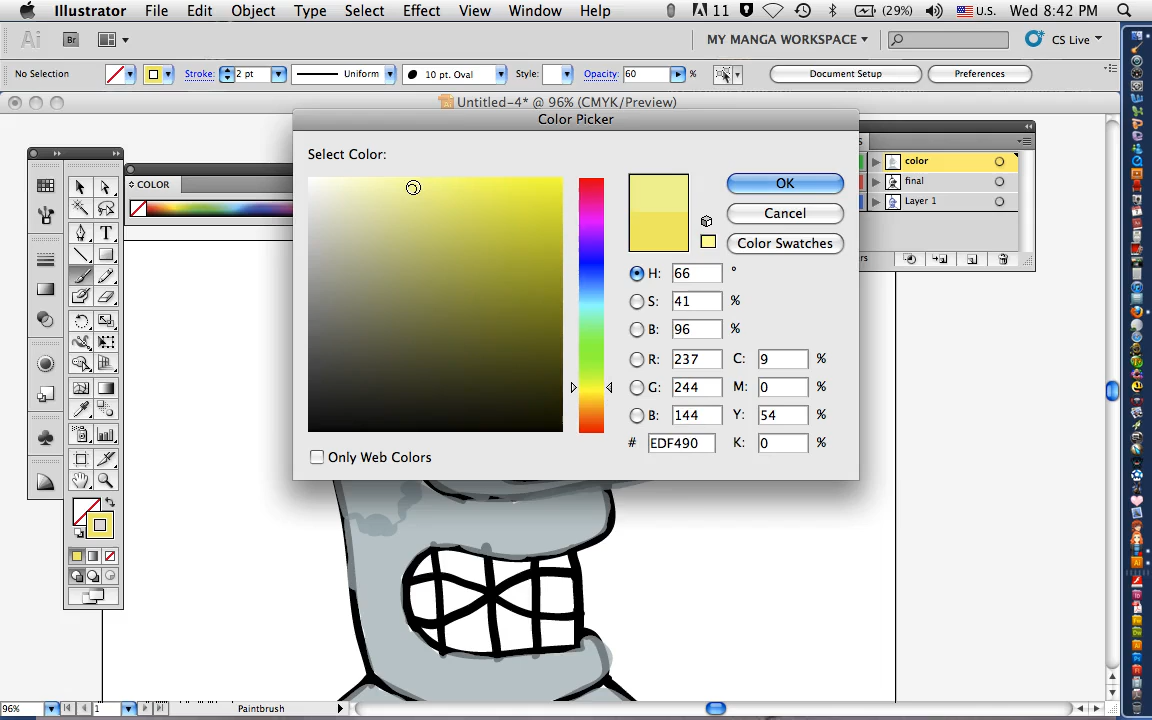 Illustrator File Edit Object Type Select Effect View Window Help 11 (29%) U.S. Wed 8:42 PM
Ai Br MY MANGA WORKSPACE CS Live
No Selection Stroke: 2 pt Uniform 10 pt. Oval Style: Opacity: 60 % Document Setup Preferences
Untitled-4* @ 96% (CMYK/Preview)
Color Picker
Select Color:
COLOR
OK
Cancel
Color Swatches
H: 66 °
S: 41 %
B: 96 %
R: 237 C: 9 %
G: 244 M: 0 %
B: 144 Y: 54 %
# EDF490 K: 0 %
Only Web Colors
color
final
Layer 1
96% 1 Paintbrush